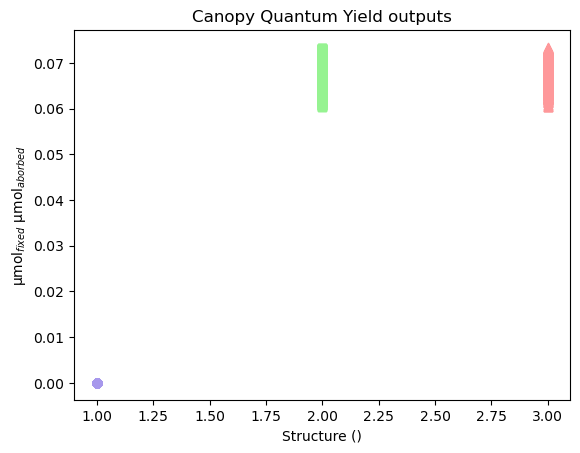 Canopy Quantum Yield outputs
μmol_fixed μmol_aborbed
0.07
0.06
0.05
0.04
0.03
0.02
0.01
0.00
1.00 1.25 1.50 1.75 2.00 2.25 2.50 2.75 3.00
Structure ()